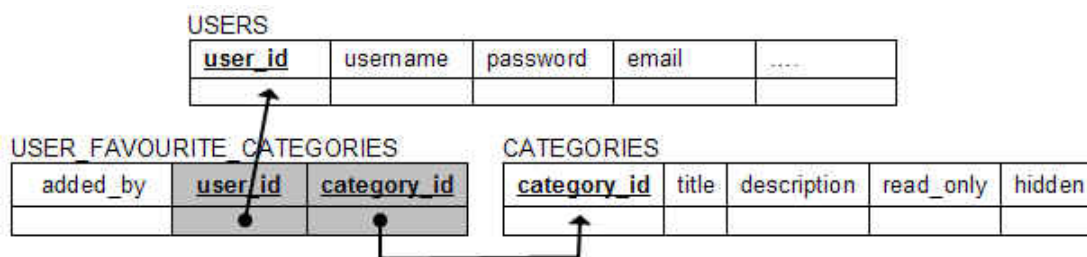 USERS
user_id username password email ....
USER_FAVOURITE_CATEGORIES CATEGORIES
added_by user_id category_id category_id title description read_only hidden